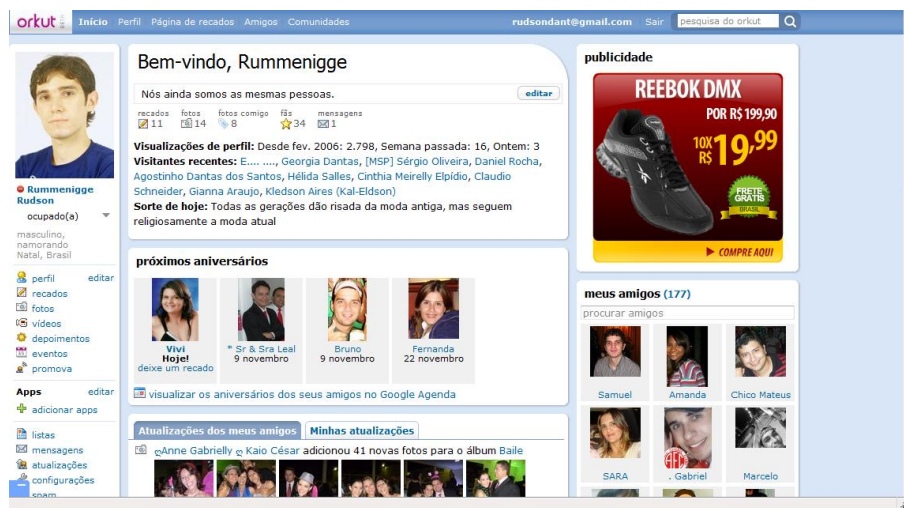 orkut Início Perfil Página de recados Amigos Comunidades rudsondant@gmail.com Sair pesquisa do orkut
Bem-vindo, Rummenigge
Nós ainda somos as mesmas pessoas. editar
recados fotos fotos comigo fãs mensagens
11 14 8 34 1
Visualizações de perfil: Desde fev. 2006: 2.798, Semana passada: 16, Ontem: 3
Visitantes recentes: E.... ...., Georgia Dantas, [MSP] Sérgio Oliveira, Daniel Rocha,
Agostinho Dantas dos Santos, Hélida Salles, Cinthia Meirelly Elpídio, Claudio
Schneider, Gianna Araujo, Kledson Aires (Kal-Eldson)
Sorte de hoje: Todas as gerações dão risada da moda antiga, mas seguem
religiosamente a moda atual
Rummenigge
Rudson
ocupado(a)
masculino,
namorando
Natal, Brasil
perfil editar
recados
fotos
vídeos
depoimentos
eventos
promova
Apps editar
adicionar apps
listas
mensagens
atualizações
configurações
spam
próximos aniversários
Vivi
Hoje!
deixe um recado
* Sr & Sra Leal
9 novembro
Bruno
9 novembro
Fernanda
22 novembro
visualizar os aniversários dos seus amigos no Google Agenda
Atualizações dos meus amigos Minhas atualizações
ღAnne Gabrielly ღ Kaio César adicionou 41 novas fotos para o álbum Baile
publicidade
REEBOK DMX
POR R$ 199,90
10X
R$ 19,99
FRETE
GRÁTIS
BRASIL
COMPRE AQUI
meus amigos (177)
procurar amigos
Samuel Amanda Chico Mateus
AFC
SARA . Gabriel Marcelo